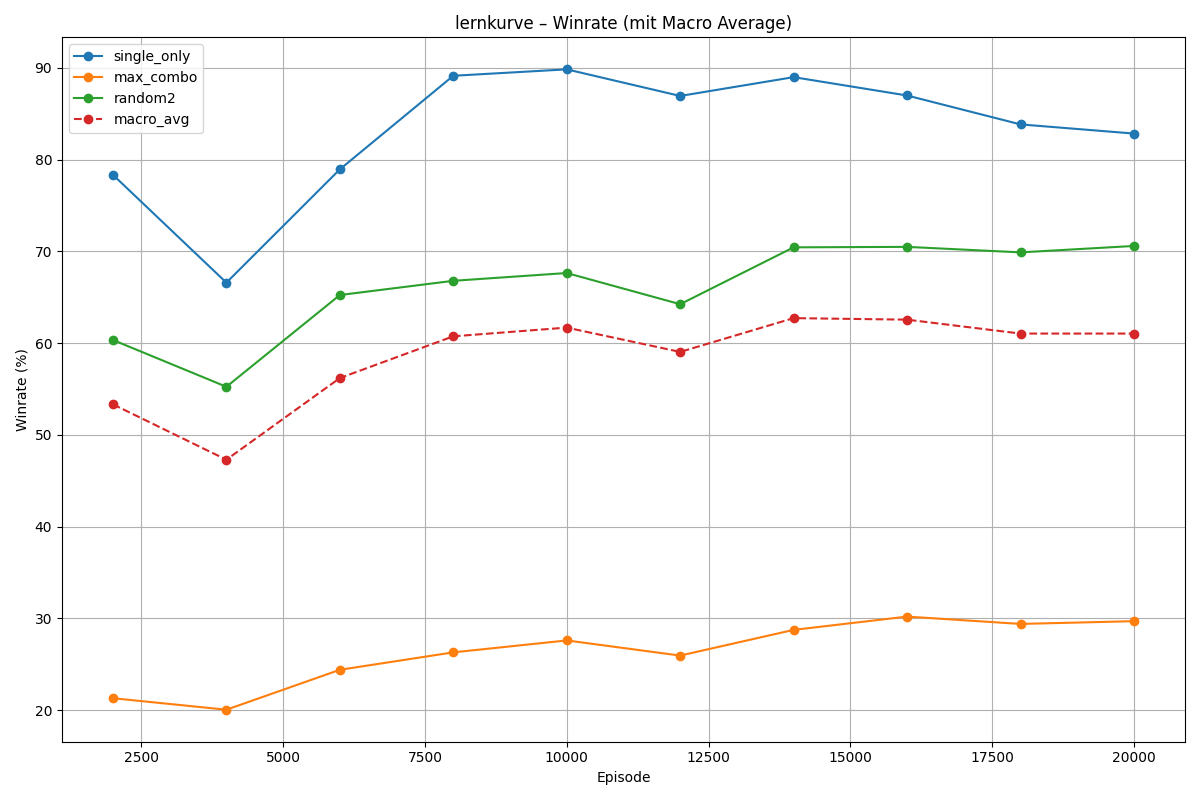 lernkurve – Winrate (mit Macro Average)
single_only
max_combo
random2
macro_avg
Winrate (%)
90
80
70
60
50
40
30
20
2500
5000
7500
10000
12500
15000
17500
20000
Episode